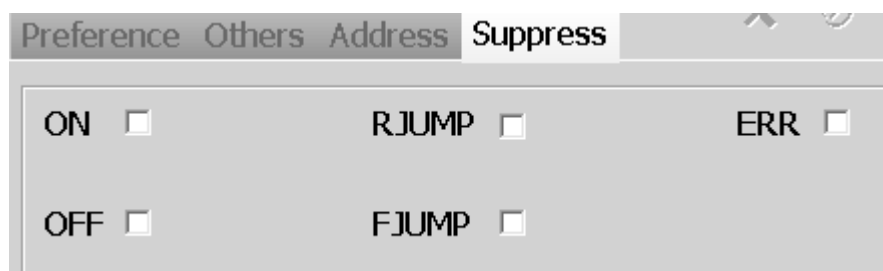 Preference Others Address Suppress
ON RJUMP ERR
OFF FJUMP